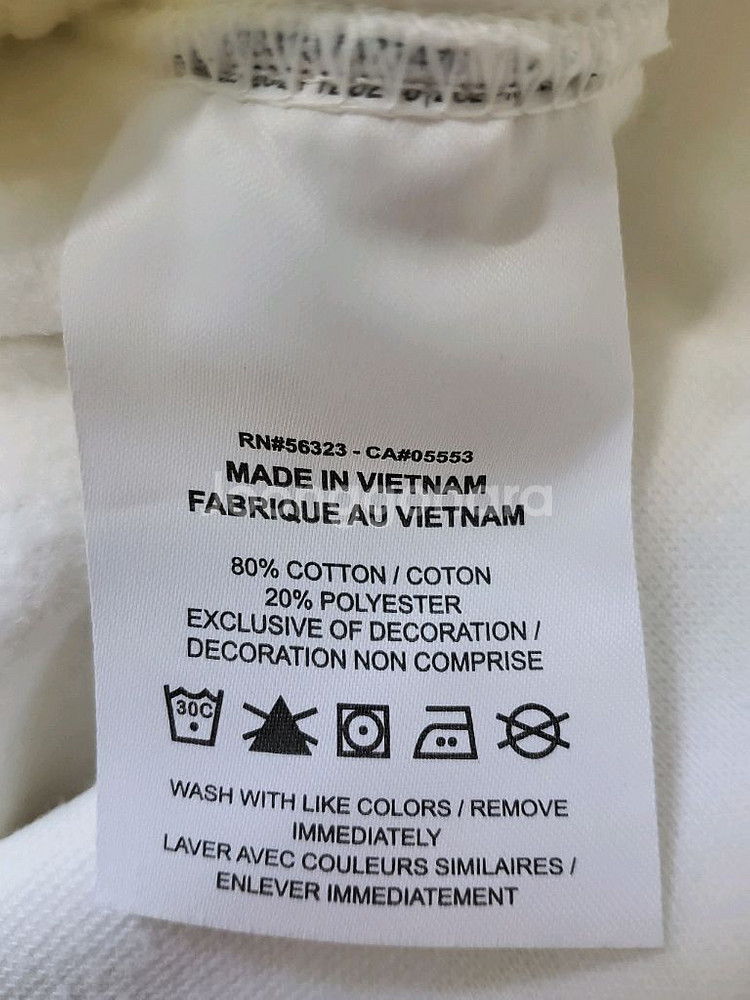 RN#56323 - CA#05553
MADE IN VIETNAM
FABRIQUE AU VIETNAM
80% COTTON / COTON
20% POLYESTER
EXCLUSIVE OF DECORATION /
DECORATION NON COMPRISE
30C
WASH WITH LIKE COLORS / REMOVE
IMMEDIATELY
LAVER AVEC COULEURS SIMILAIRES /
ENLEVER IMMEDIATEMENT